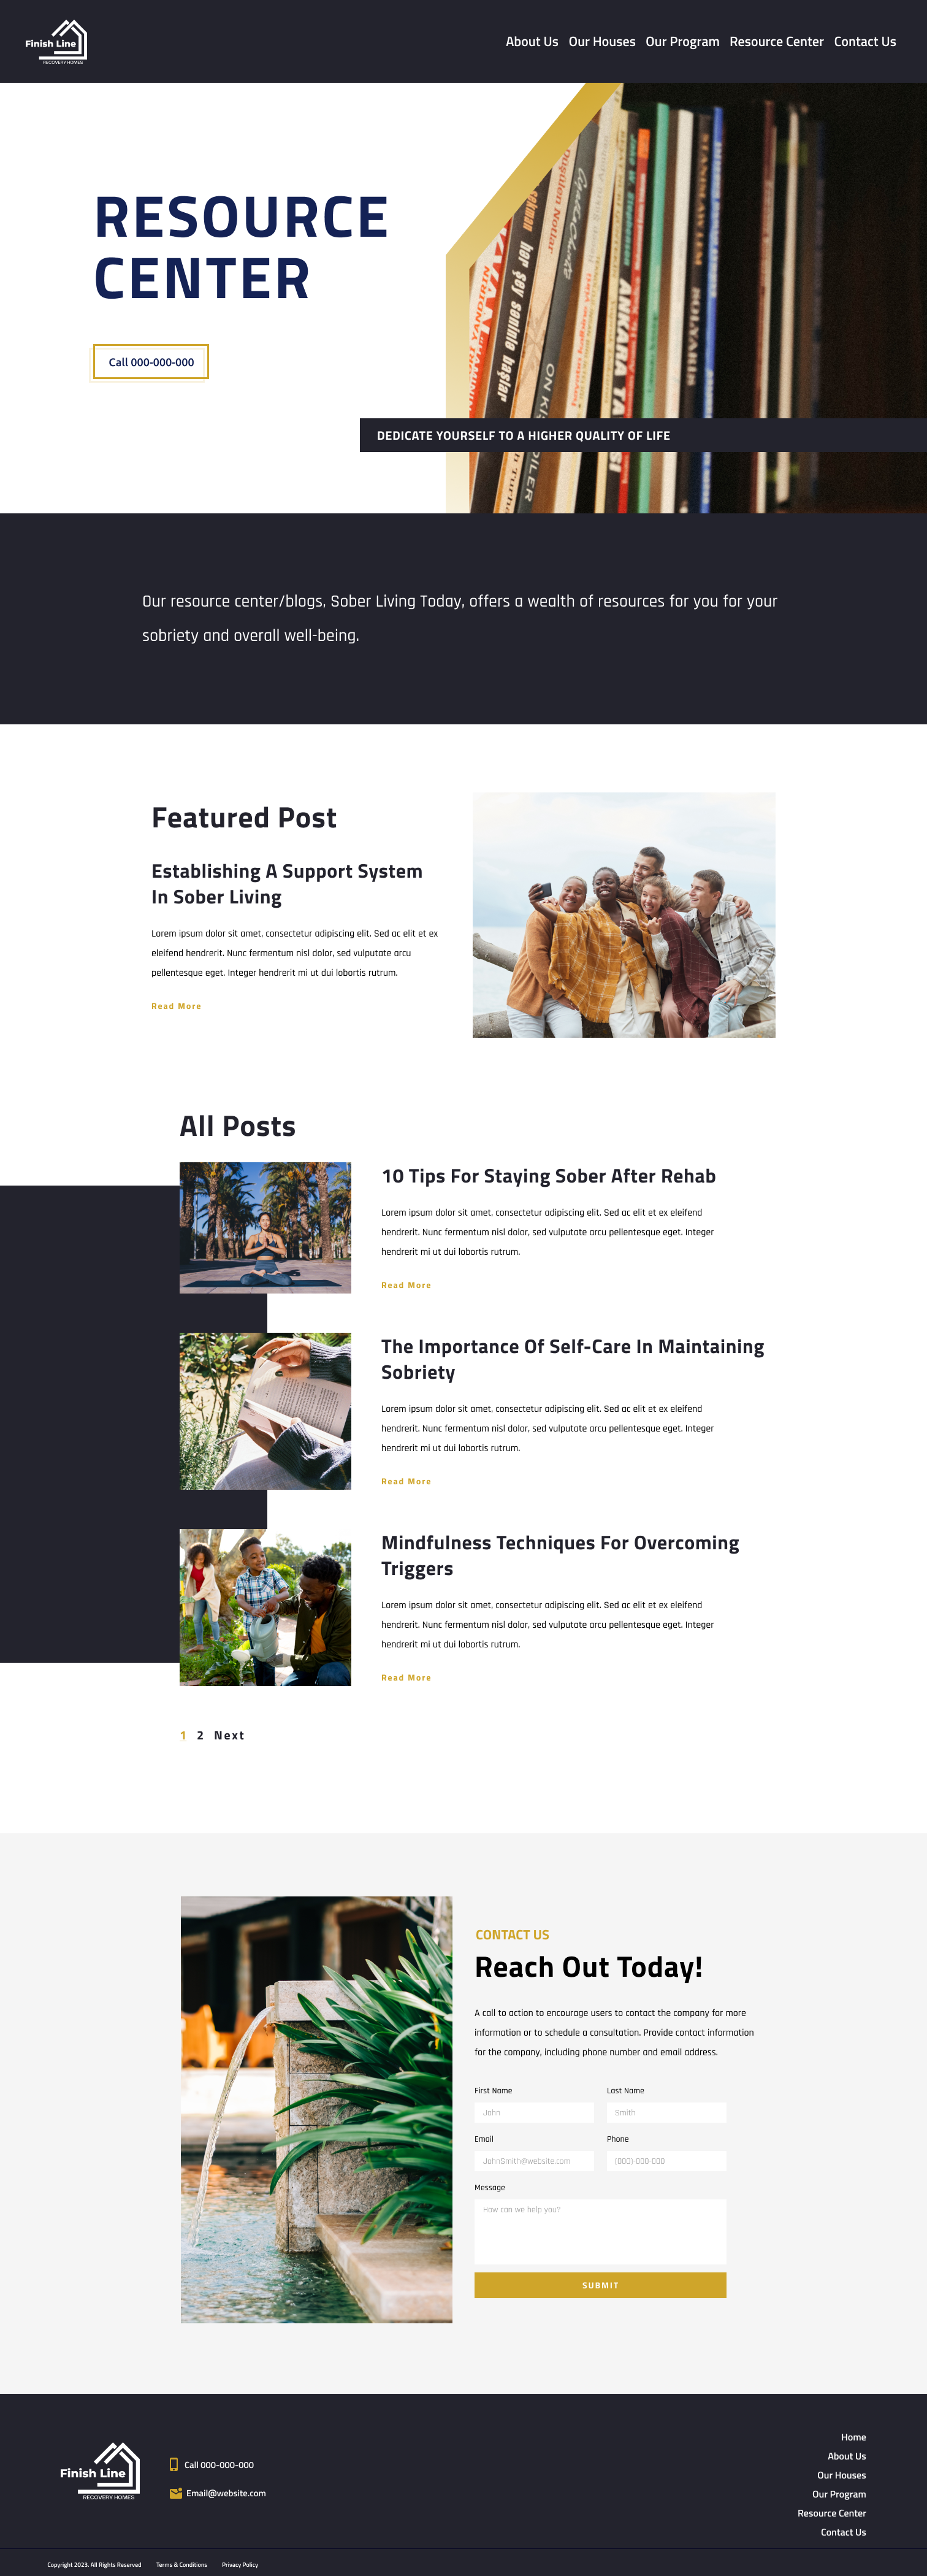 Finish Line
RECOVERY HOMES
About Us Our Houses Our Program Resource Center Contact Us
RESOURCE
CENTER
Call 000-000-000
her şey seninle başlar
ANKARA
DEDICATE YOURSELF TO A HIGHER QUALITY OF LIFE
Our resource center/blogs, Sober Living Today, offers a wealth of resources for you for your
sobriety and overall well-being.
Featured Post
Establishing A Support System
In Sober Living
Lorem ipsum dolor sit amet, consectetur adipiscing elit. Sed ac elit et ex
eleifend hendrerit. Nunc fermentum nisl dolor, sed vulputate arcu
pellentesque eget. Integer hendrerit mi ut dui lobortis rutrum.
Read More
All Posts
10 Tips For Staying Sober After Rehab
Lorem ipsum dolor sit amet, consectetur adipiscing elit. Sed ac elit et ex eleifend
hendrerit. Nunc fermentum nisl dolor, sed vulputate arcu pellentesque eget. Integer
hendrerit mi ut dui lobortis rutrum.
Read More
The Importance Of Self-Care In Maintaining
Sobriety
Lorem ipsum dolor sit amet, consectetur adipiscing elit. Sed ac elit et ex eleifend
hendrerit. Nunc fermentum nisl dolor, sed vulputate arcu pellentesque eget. Integer
hendrerit mi ut dui lobortis rutrum.
Read More
Mindfulness Techniques For Overcoming
Triggers
Lorem ipsum dolor sit amet, consectetur adipiscing elit. Sed ac elit et ex eleifend
hendrerit. Nunc fermentum nisl dolor, sed vulputate arcu pellentesque eget. Integer
hendrerit mi ut dui lobortis rutrum.
Read More
1 2 Next
CONTACT US
Reach Out Today!
A call to action to encourage users to contact the company for more
information or to schedule a consultation. Provide contact information
for the company, including phone number and email address.
First Name Last Name
John Smith
Email Phone
JohnSmith@website.com (000)-000-000
Message
How can we help you?
SUBMIT
Finish Line
RECOVERY HOMES
Call 000-000-000
Email@website.com
Home
About Us
Our Houses
Our Program
Resource Center
Contact Us
Copyright 2023. All Rights Reserved Terms & Conditions Privacy Policy